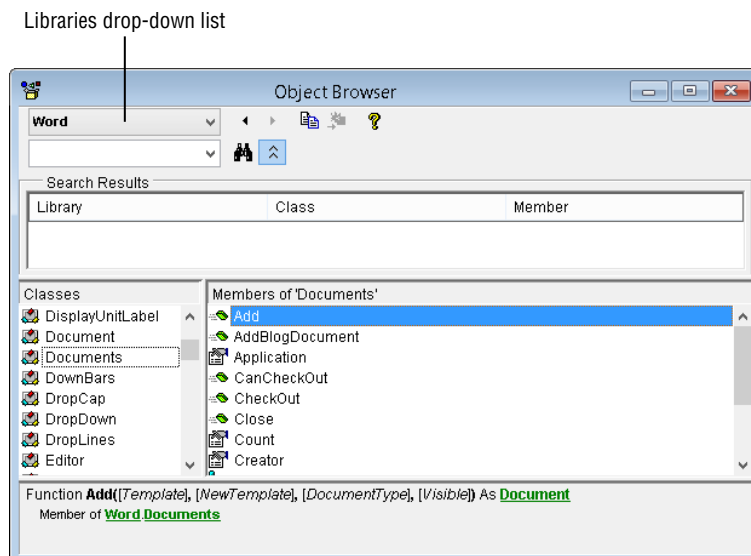 Libraries drop-down list
Object Browser
Word
Search Results
Library Class Member
Classes Members of 'Documents'
DisplayUnitLabel Add
Document AddBlogDocument
Documents Application
DownBars CanCheckOut
DropCap CheckOut
DropDown Close
DropLines Count
Editor Creator
Function Add([Template], [NewTemplate], [DocumentType], [Visible]) As Document
Member of Word.Documents